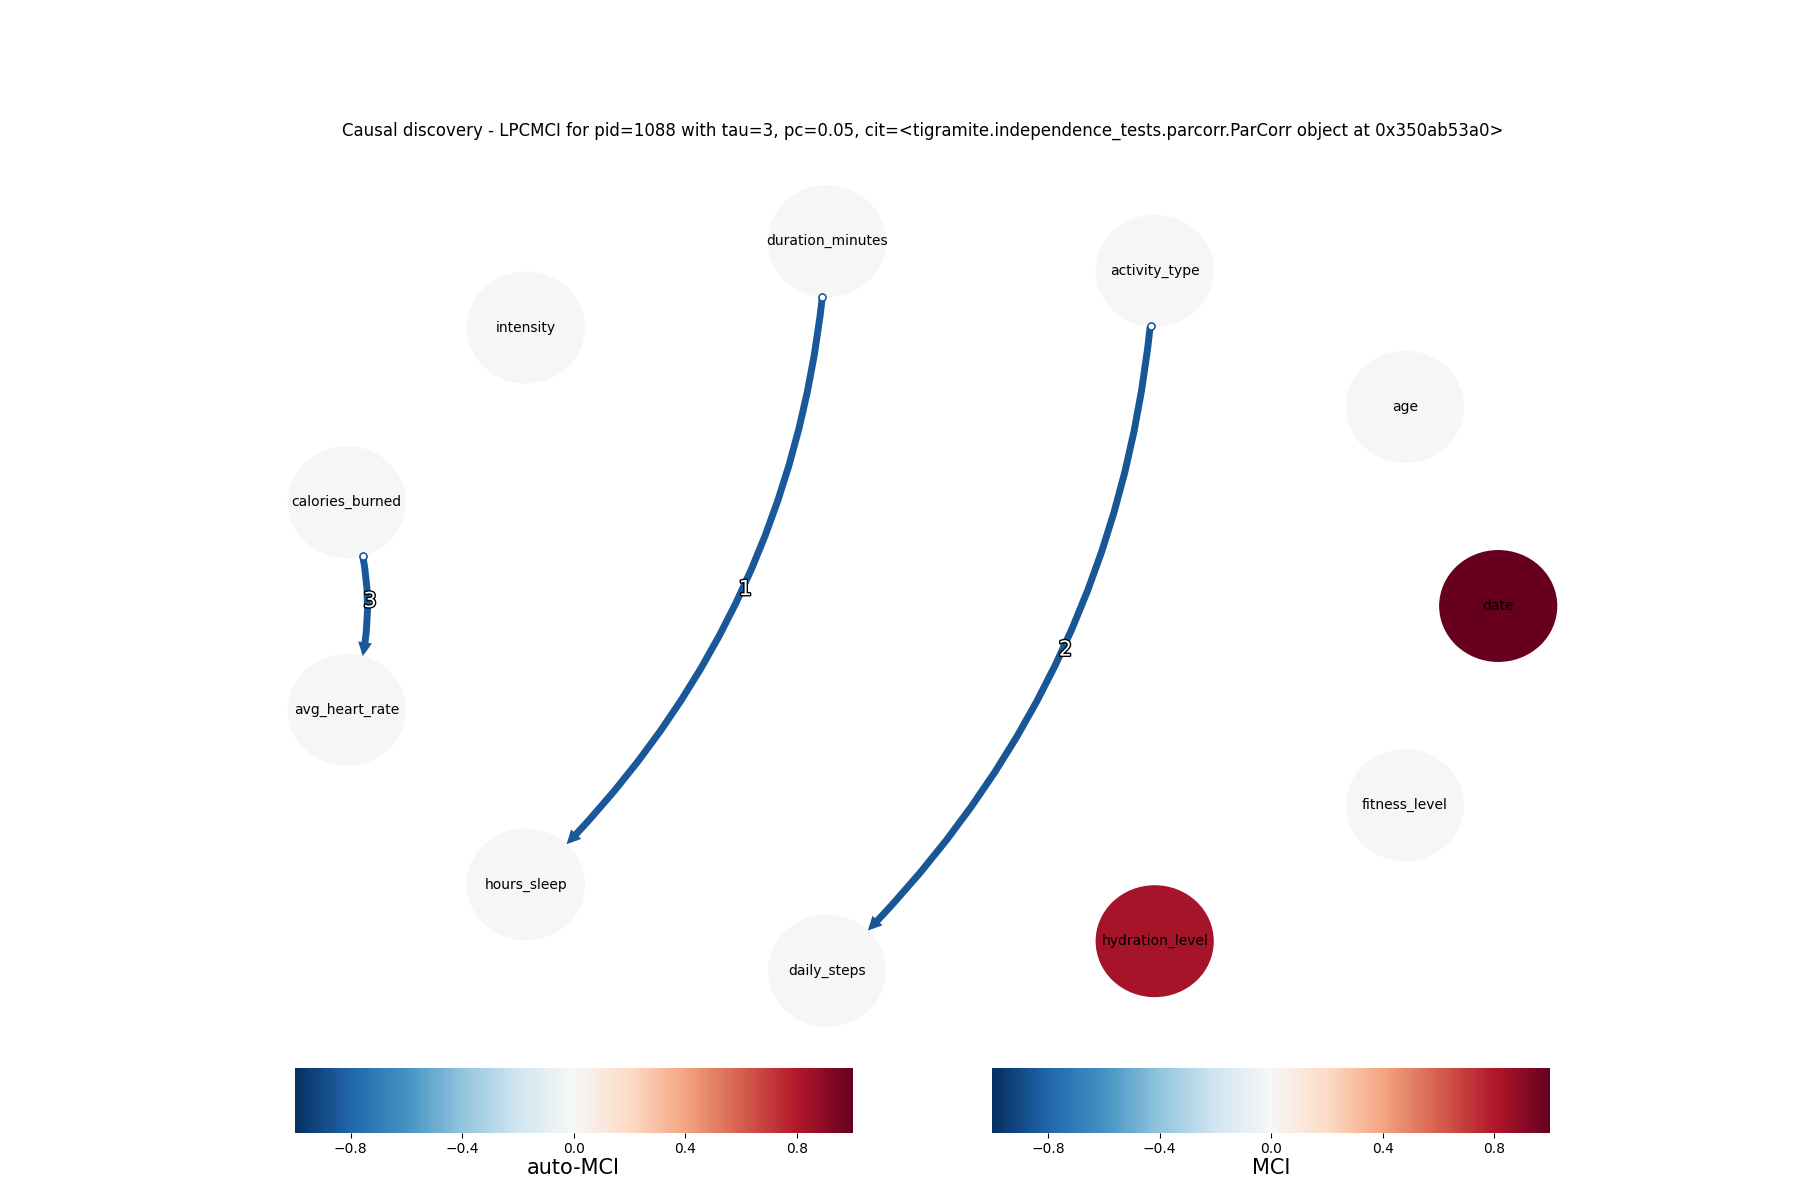 Causal discovery - LPCMCI for pid=1088 with tau=3, pc=0.05, cit=<tigramite.independence_tests.parcorr.ParCorr object at 0x350ab53a0>
duration_minutes
activity_type
intensity
age
calories_burned
date
1
3
2
avg_heart_rate
fitness_level
hours_sleep
hydration_level
daily_steps
−0.8 −0.4 0.0 0.4 0.8
auto-MCI
−0.8 −0.4 0.0 0.4 0.8
MCI